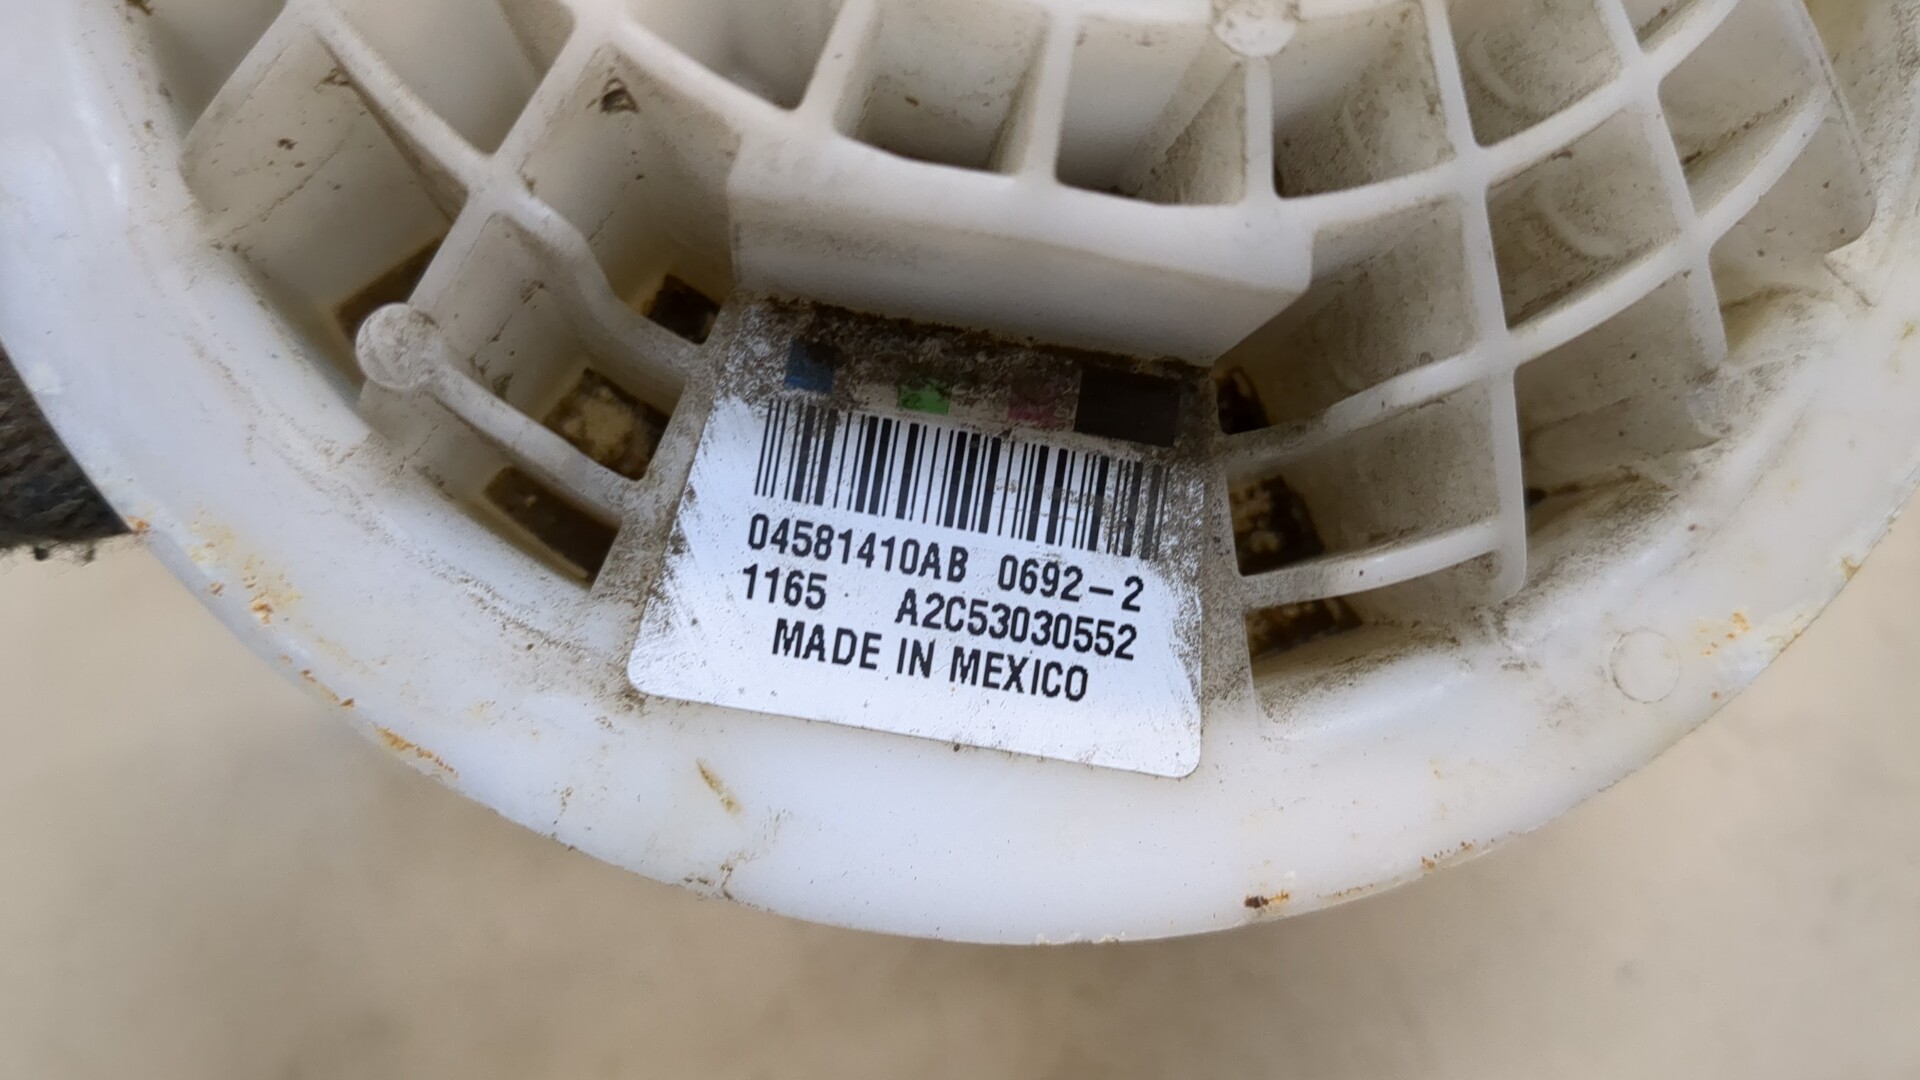 04581410AB 0692-2
1165 A2C53030552
MADE IN MEXICO